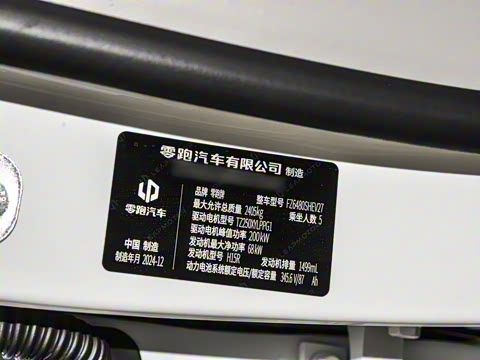 零跑汽车有限公司 制造
品牌 零跑牌 整车型号 FZ6480SHEV27
最大允许总质量 2405kg 乘坐人数 5
驱动电机型号 TZ250XYLPPG1
驱动电机峰值功率 200kW
发动机最大净功率 68kW
发动机型号 H15R 发动机排量 1499mL
动力电池系统额定电压/额定容量 345.6 V/87 Ah
零跑汽车
中国 制造
制造年月 2024-12